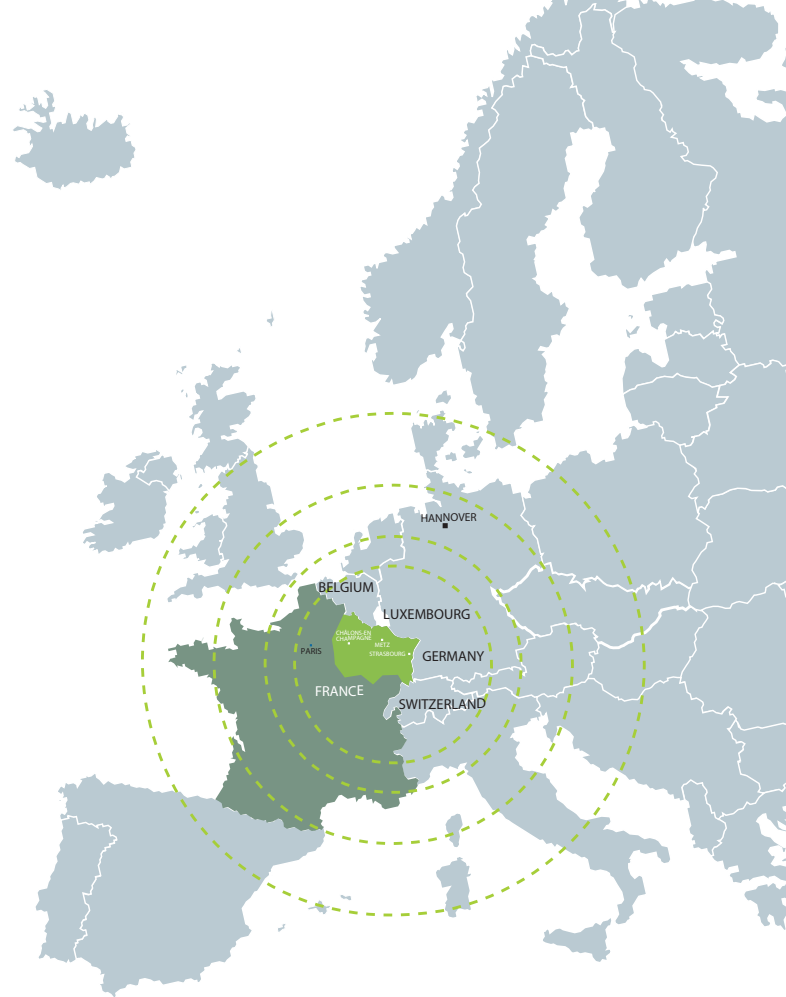 HANNOVER
BELGIUM
LUXEMBOURG
CHÂLONS-EN
CHAMPAGNE
METZ
PARIS
STRASBOURG
GERMANY
FRANCE
SWITZERLAND